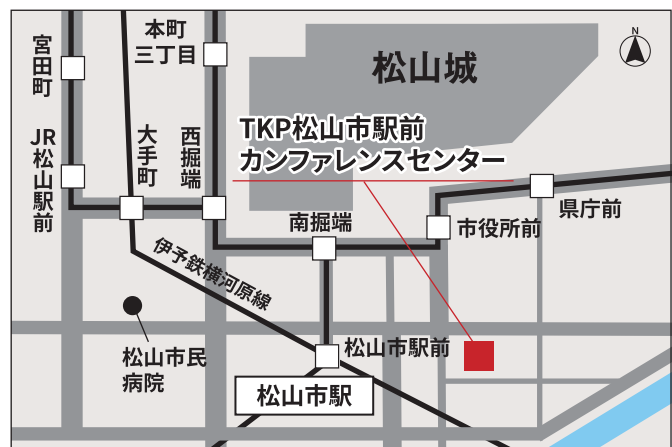 宮田町
本町
三丁目
松山城
N
JR松山駅前
大手町
西掘端
TKP松山市駅前
カンファレンスセンター
南掘端
市役所前
県庁前
伊予鉄横河原線
松山市民
病院
松山市駅前
松山市駅